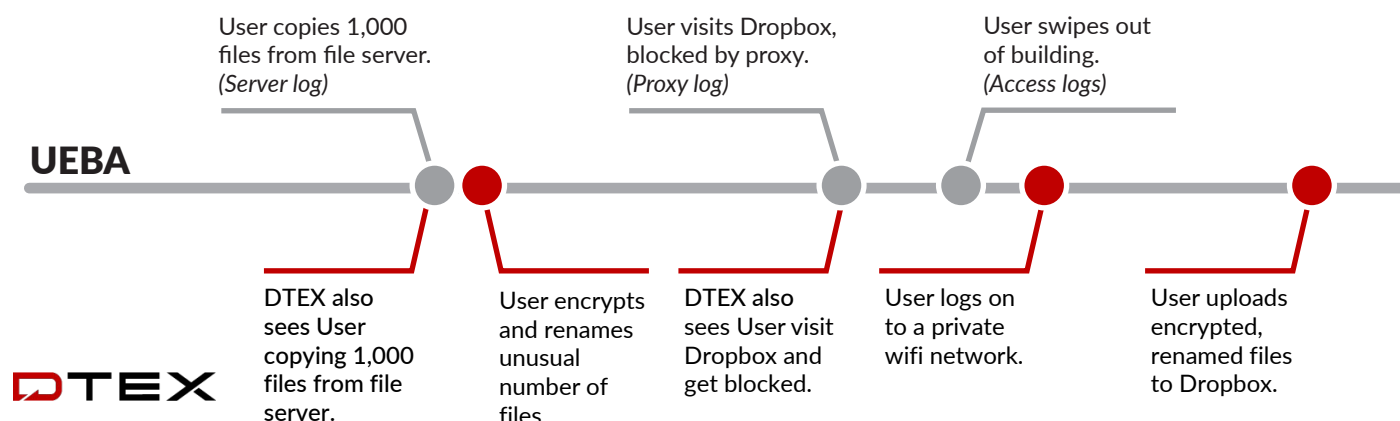 User copies 1,000
files from file server.
(Server log)
User visits Dropbox,
blocked by proxy.
(Proxy log)
User swipes out
of building.
(Access logs)
UEBA
DTEX also
sees User
copying 1,000
files from file
server.
User encrypts
and renames
unusual
number of
files
DTEX also
sees User visit
Dropbox and
get blocked.
User logs on
to a private
wifi network.
User uploads
encrypted,
renamed files
to Dropbox.
DTEX